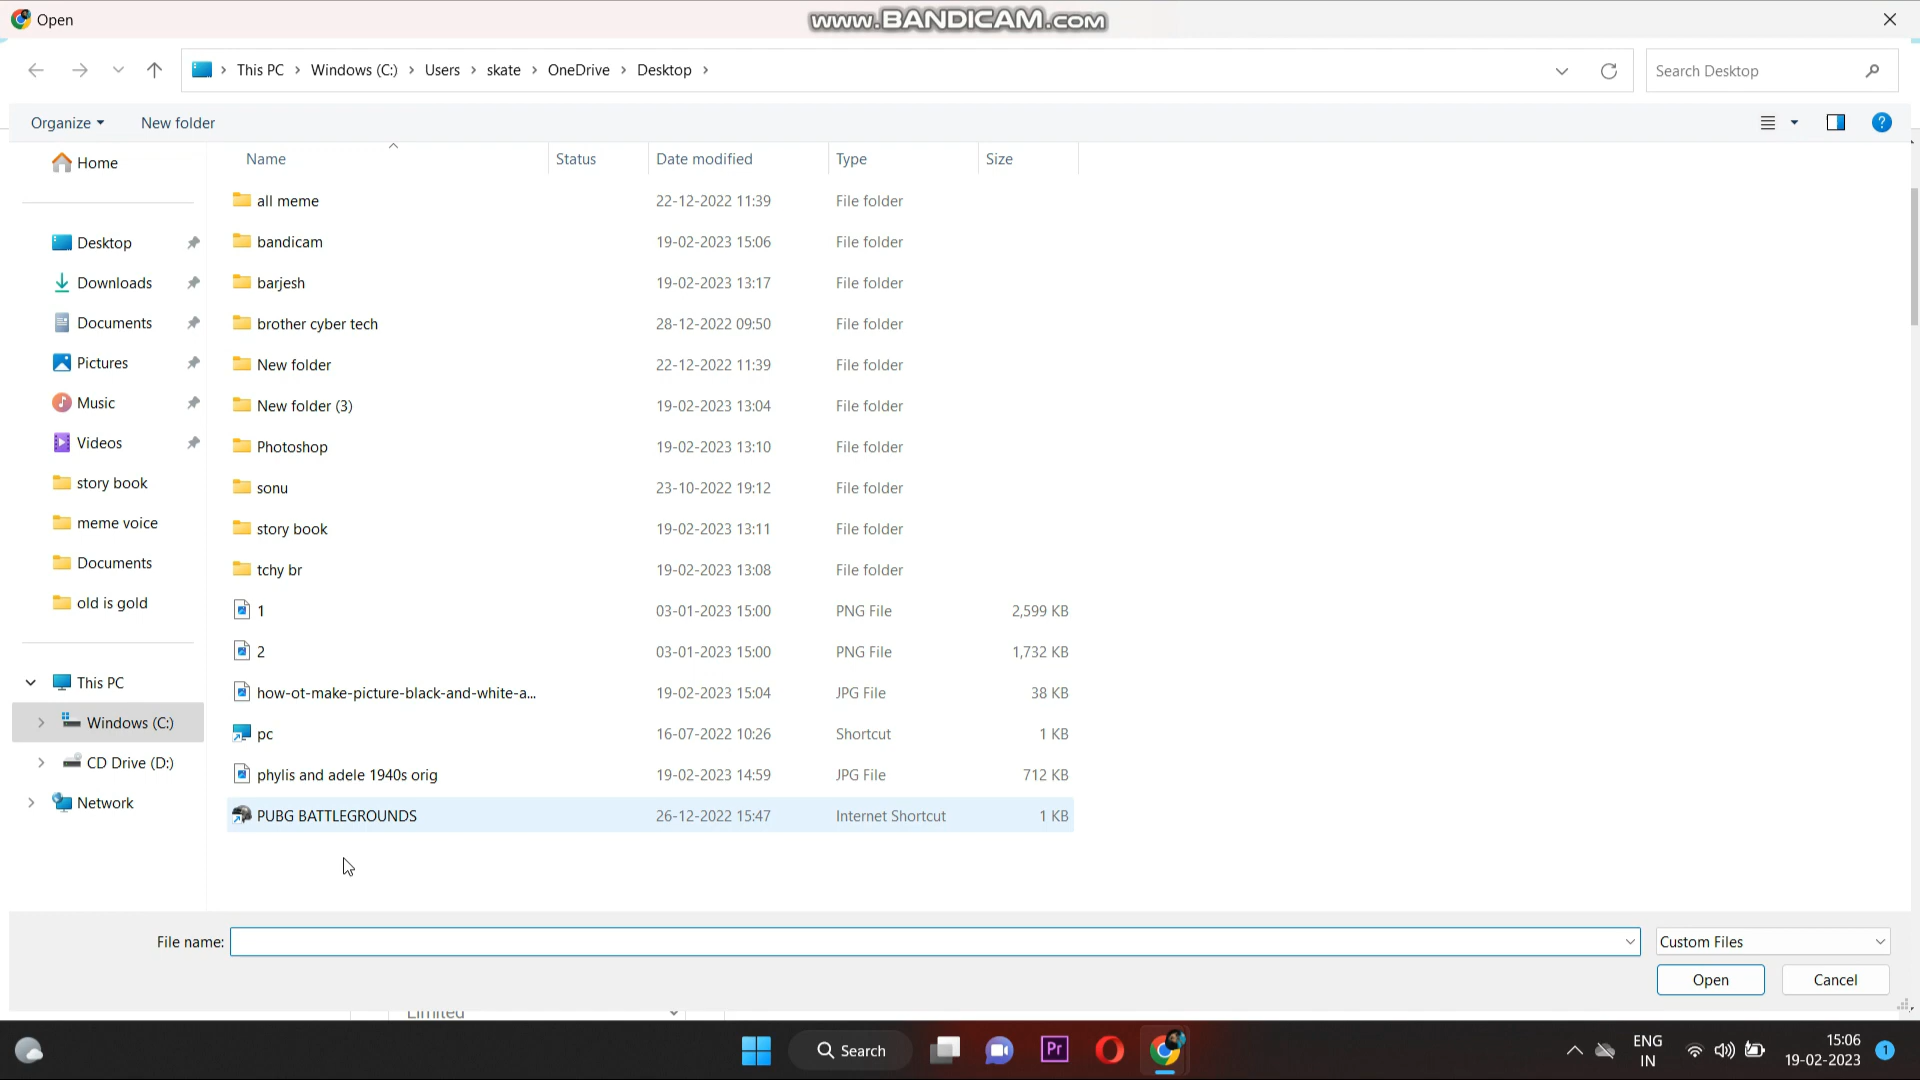 Open
www.BANDICAM.com
This PC > Windows (C:) > Users > skate > OneDrive > Desktop >
Search Desktop
Organize
New folder
Name Status Date modified Type Size
Home
Desktop
Downloads
Documents
Pictures
Music
Videos
story book
meme voice
Documents
old is gold
This PC
Windows (C:)
CD Drive (D:)
Network
all meme 22-12-2022 11:39 File folder
bandicam 19-02-2023 15:06 File folder
barjesh 19-02-2023 13:17 File folder
brother cyber tech 28-12-2022 09:50 File folder
New folder 22-12-2022 11:39 File folder
New folder (3) 19-02-2023 13:04 File folder
Photoshop 19-02-2023 13:10 File folder
sonu 23-10-2022 19:12 File folder
story book 19-02-2023 13:11 File folder
tchy br 19-02-2023 13:08 File folder
1 03-01-2023 15:00 PNG File 2,599 KB
2 03-01-2023 15:00 PNG File 1,732 KB
how-ot-make-picture-black-and-white-a... 19-02-2023 15:04 JPG File 38 KB
pc 16-07-2022 10:26 Shortcut 1 KB
phylis and adele 1940s orig 19-02-2023 14:59 JPG File 712 KB
PUBG BATTLEGROUNDS 26-12-2022 15:47 Internet Shortcut 1 KB
File name:
Custom Files
Open
Cancel
Limited
Search
Pr
ENG
IN
15:06
19-02-2023
1